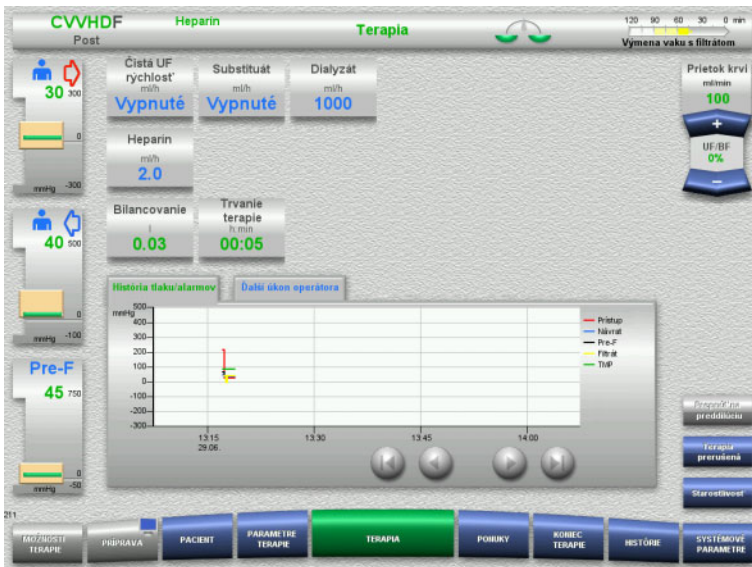 CVVHDF
Post
Heparin
Terapia
120 90 60 30 0 min
Výmena vaku s filtrátom
30
300
0
-300
mmHg
Čistá UF
rýchlosť
ml/h
Vypnuté
Substituát
ml/h
Vypnuté
Dialyzát
ml/h
1000
Prietok krvi
ml/min
100
+
UF/BF
0%
−
Heparin
ml/h
2.0
40
500
0
-100
mmHg
Bilancovanie
l
0.03
Trvanie
terapie
h:min
00:05
História tlaku/alarmov
Ďalší úkon operátora
mmHg
500
400
300
200
100
0
-100
-200
-300
13:15
29.06.
13:30
13:45
14:00
Prístup
Návrat
Pre-F
Filtrát
TMP
Pre-F
45
750
0
-50
mmHg
predilúciu
Terapia
prerušená
Starostlivosť
211
MOŽNOSTI
TERAPIE
PRÍPRAVA
PACIENT
PARAMETRE
TERAPIE
TERAPIA
PONUKY
KONIEC
TERAPIE
HISTÓRIE
SYSTÉMOVÉ
PARAMETRE